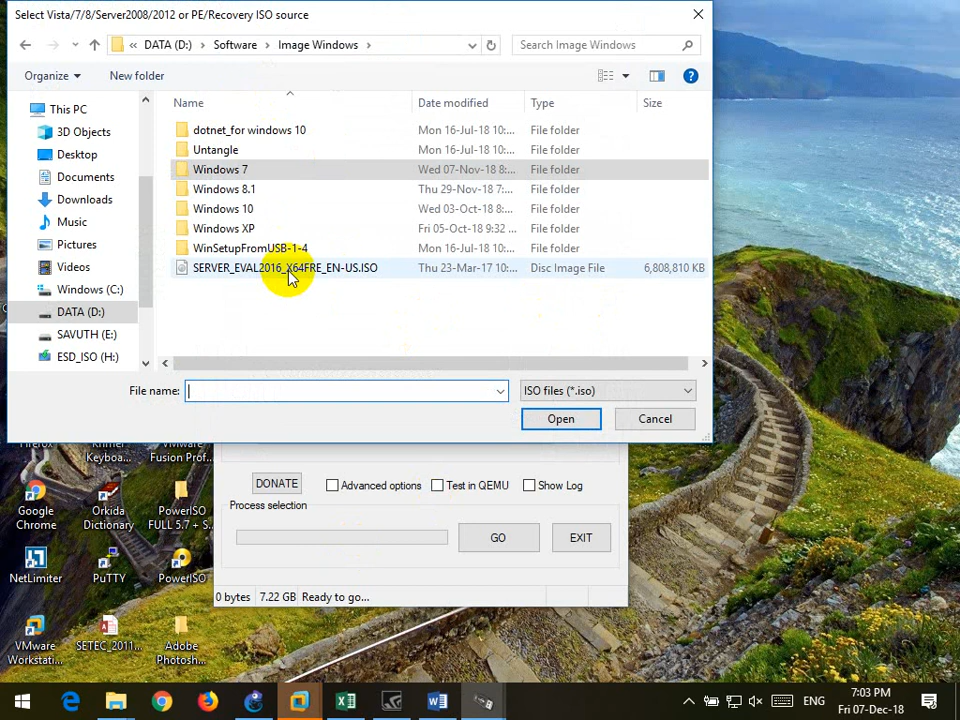 Select Vista/7/8/Server2008/2012 or PE/Recovery ISO source
« DATA (D:) › Software › Image Windows ›
Search Image Windows
Organize
New folder
Name
Date modified
Type
Size
This PC
3D Objects
Desktop
Documents
Downloads
Music
Pictures
Videos
Windows (C:)
DATA (D:)
SAVUTH (E:)
ESD_ISO (H:)
dotnet_for windows 10 Mon 16-Jul-18 10:... File folder
Untangle Mon 16-Jul-18 10:... File folder
Windows 7 Wed 07-Nov-18 8:... File folder
Windows 8.1 Thu 29-Nov-18 7:... File folder
Windows 10 Wed 03-Oct-18 8:... File folder
Windows XP Fri 05-Oct-18 9:32 ... File folder
WinSetupFromUSB-1-4 Mon 16-Jul-18 10:... File folder
SERVER_EVAL2016_X64FRE_EN-US.ISO Thu 23-Mar-17 10:... Disc Image File 6,808,810 KB
File name:
ISO files (*.iso)
Open
Cancel
DONATE
Advanced options
Test in QEMU
Show Log
Process selection
GO
EXIT
0 bytes 7.22 GB Ready to go...
Firefox
Khmer
Keyboa...
VMware
Fusion Prof...
Google
Chrome
Orkida
Dictionary
PowerISO
FULL 5.7 + S...
NetLimiter
PuTTY
PowerISO
VMware
Workstati...
SETEC_2011...
Adobe
Photosh...
ENG
7:03 PM
Fri 07-Dec-18